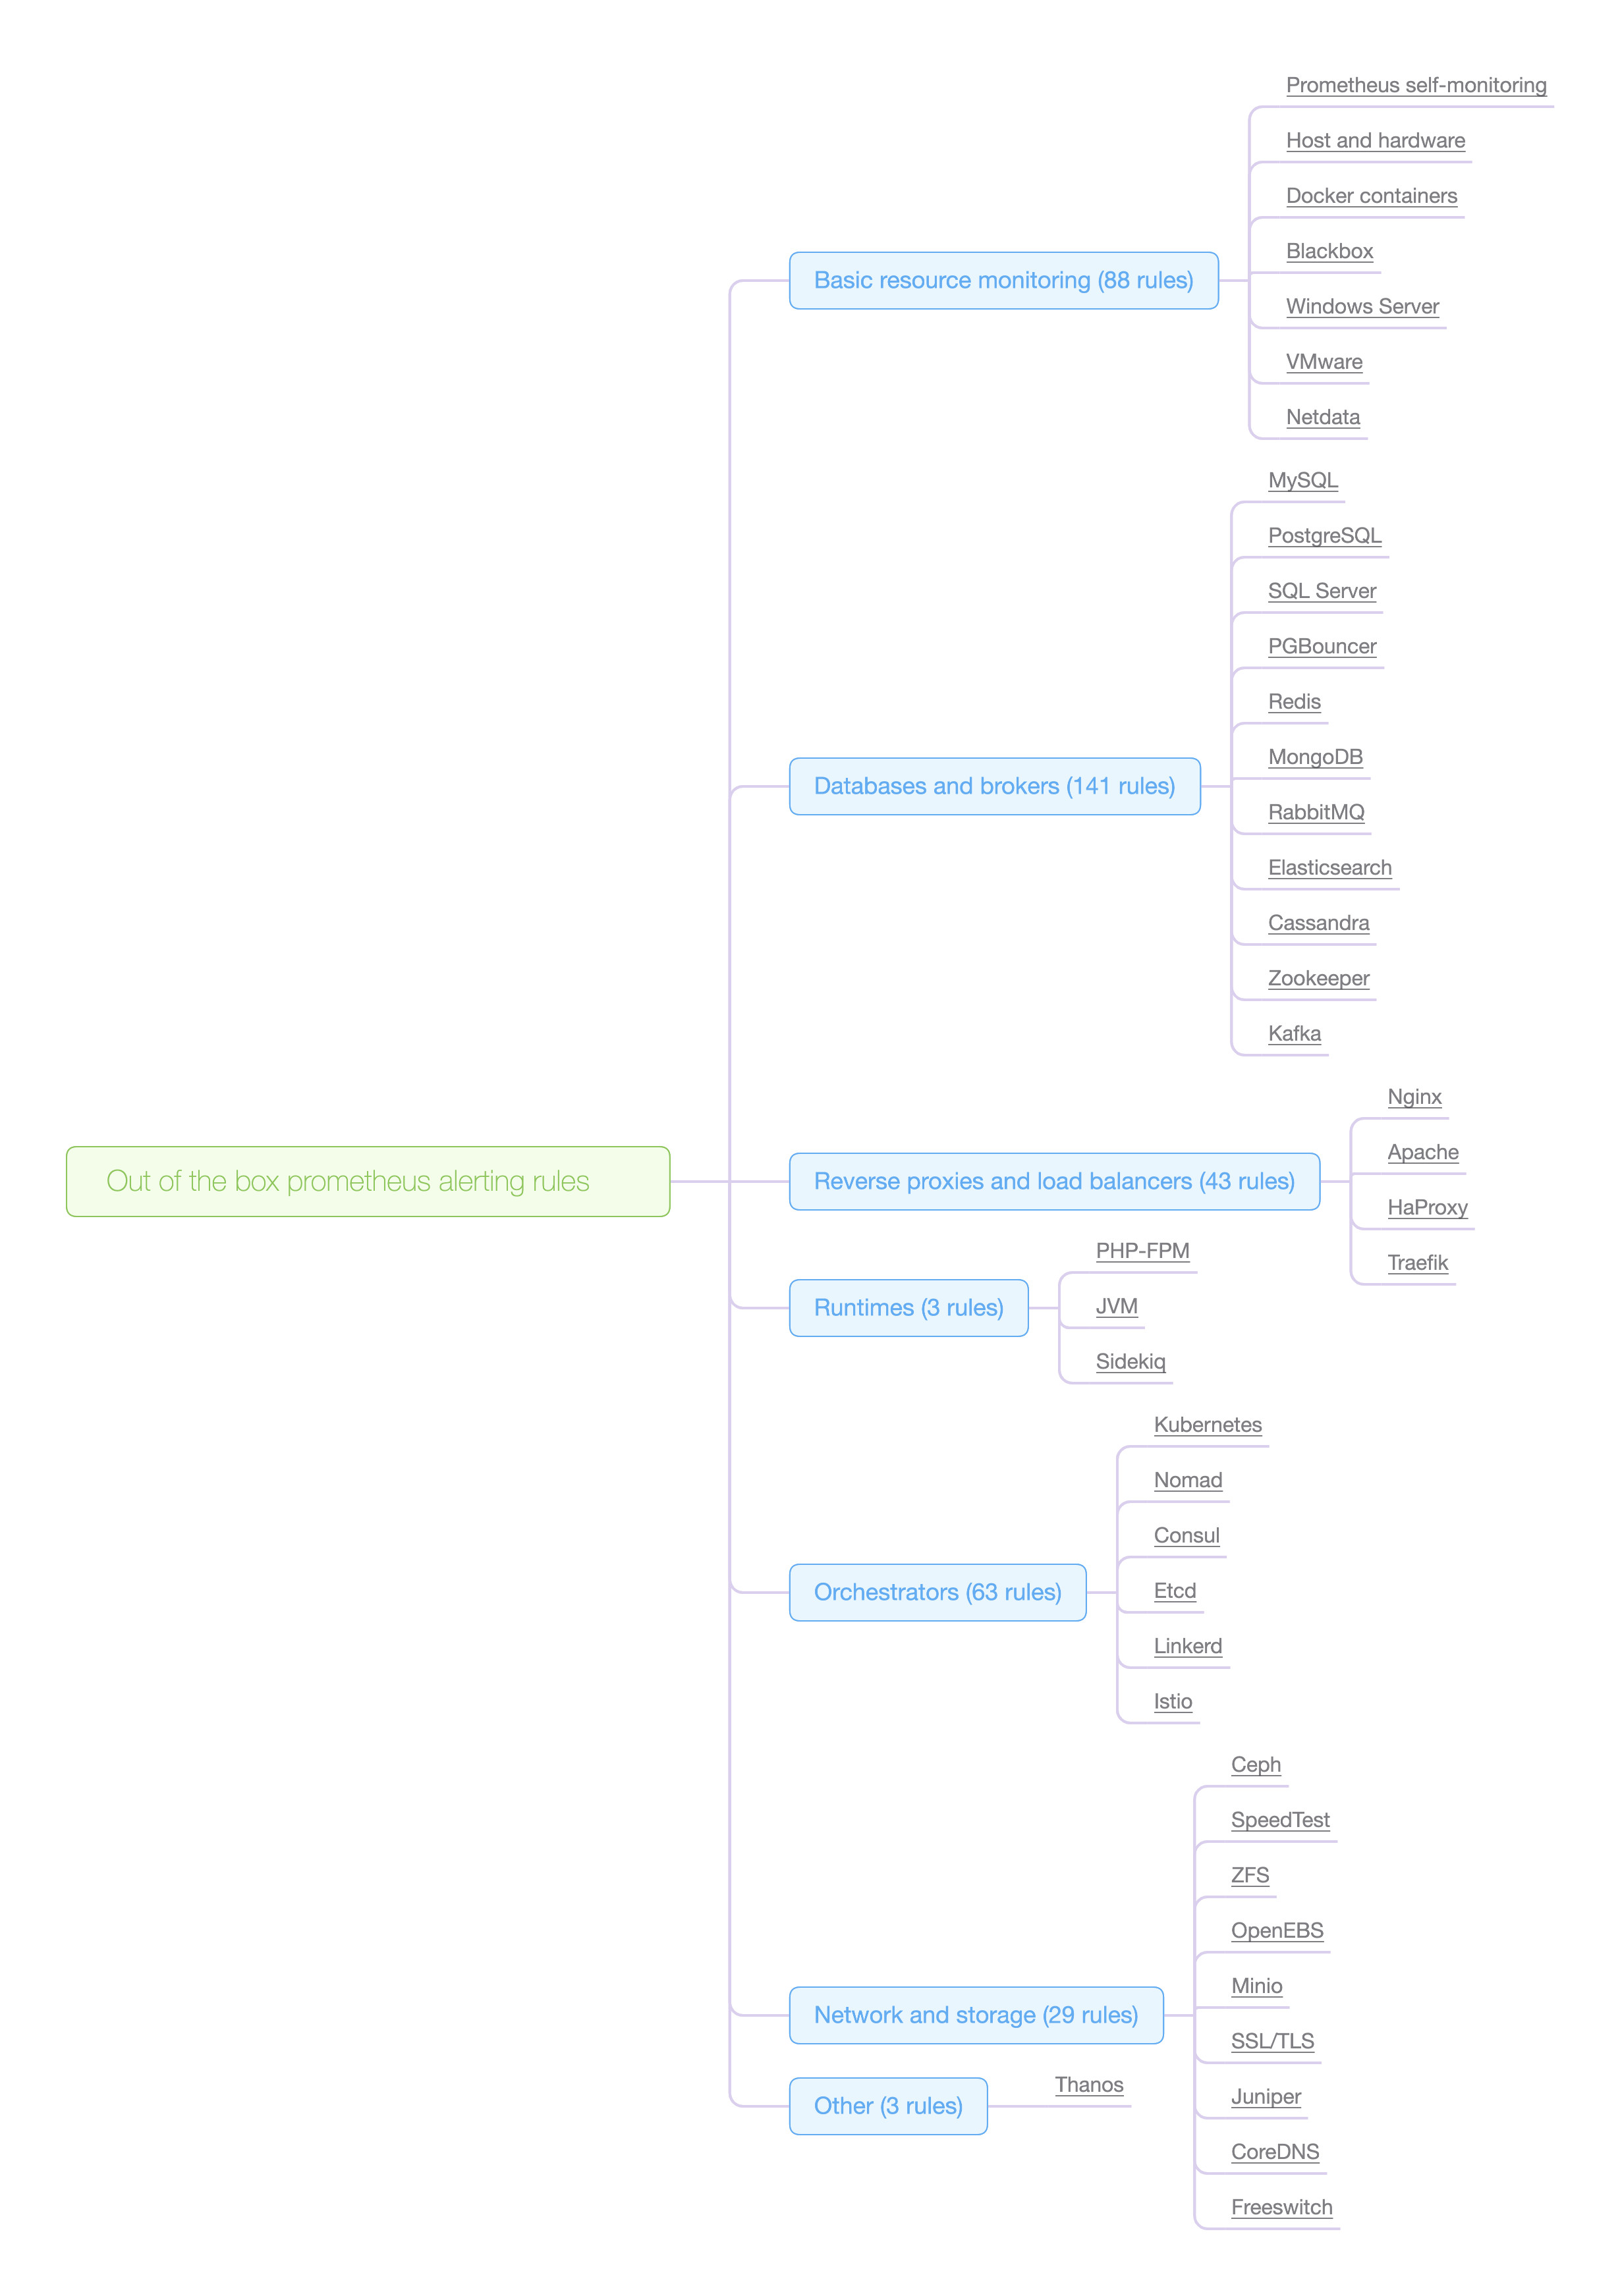 Out of the box prometheus alerting rules
Basic resource monitoring (88 rules)
Prometheus self-monitoring
Host and hardware
Docker containers
Blackbox
Windows Server
VMware
Netdata
Databases and brokers (141 rules)
MySQL
PostgreSQL
SQL Server
PGBouncer
Redis
MongoDB
RabbitMQ
Elasticsearch
Cassandra
Zookeeper
Kafka
Reverse proxies and load balancers (43 rules)
Nginx
Apache
HaProxy
Traefik
Runtimes (3 rules)
PHP-FPM
JVM
Sidekiq
Orchestrators (63 rules)
Kubernetes
Nomad
Consul
Etcd
Linkerd
Istio
Network and storage (29 rules)
Ceph
SpeedTest
ZFS
OpenEBS
Minio
SSL/TLS
Juniper
CoreDNS
Freeswitch
Other (3 rules)
Thanos